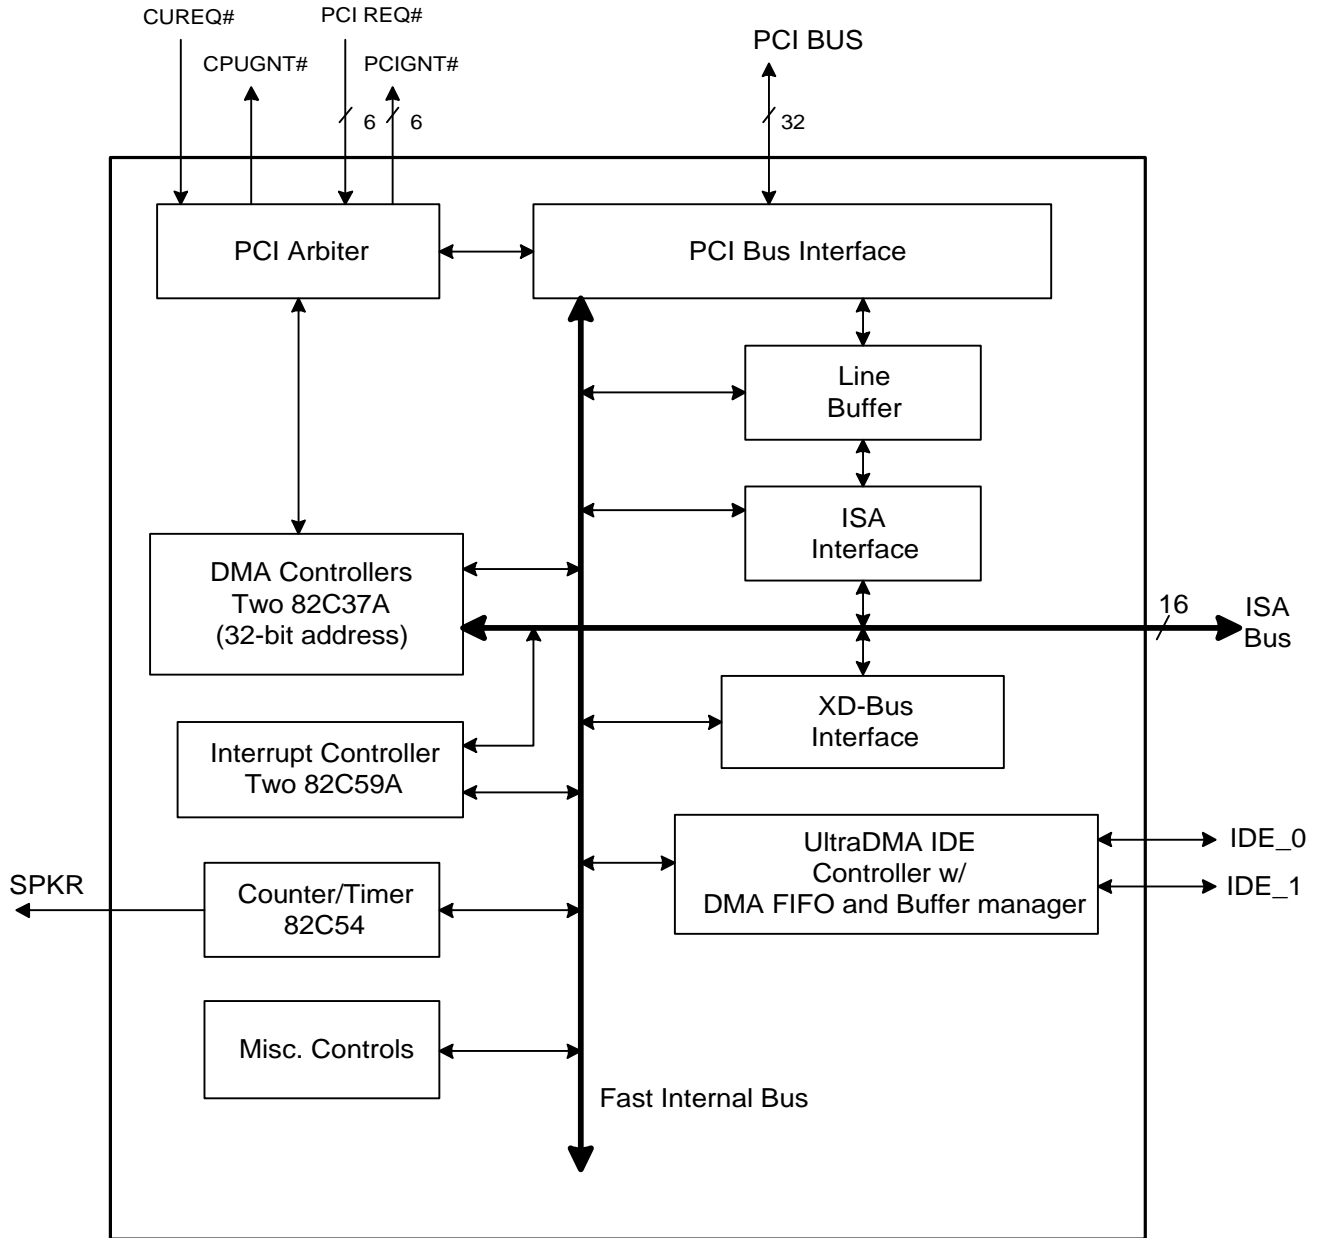 CUREQ#
PCI REQ#
CPUGNT#
PCIGNT#
PCI BUS
6
6
32
PCI Arbiter
PCI Bus Interface
Line
Buffer
ISA
Interface
DMA Controllers
Two 82C37A
(32-bit address)
16
ISA
Bus
XD-Bus
Interface
Interrupt Controller
Two 82C59A
UltraDMA IDE
Controller w/
DMA FIFO and Buffer manager
IDE_0
IDE_1
SPKR
Counter/Timer
82C54
Misc. Controls
Fast Internal Bus